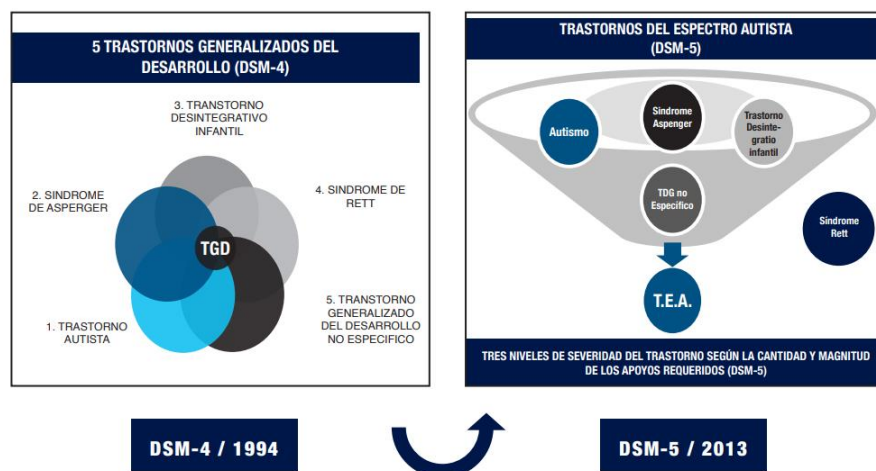 5 TRASTORNOS GENERALIZADOS DEL
DESARROLLO (DSM-4)
3. TRANSTORNO
DESINTEGRATIVO
INFANTIL
2. SINDROME
DE ASPERGER
4. SINDROME DE
RETT
TGD
1. TRASTORNO
AUTISTA
5. TRANSTORNO
GENERALIZADO
DEL DESARROLLO
NO ESPECIFICO
DSM-4 / 1994
TRASTORNOS DEL ESPECTRO AUTISTA
(DSM-5)
Autismo
Síndrome
Aspenger
Trastorno
Desinte-
gratio
infantil
TDG no
Específico
Síndrome
Rett
T.E.A.
TRES NIVELES DE SEVERIDAD DEL TRASTORNO SEGÚN LA CANTIDAD Y MAGNITUD
DE LOS APOYOS REQUERIDOS (DSM-5)
DSM-5 / 2013